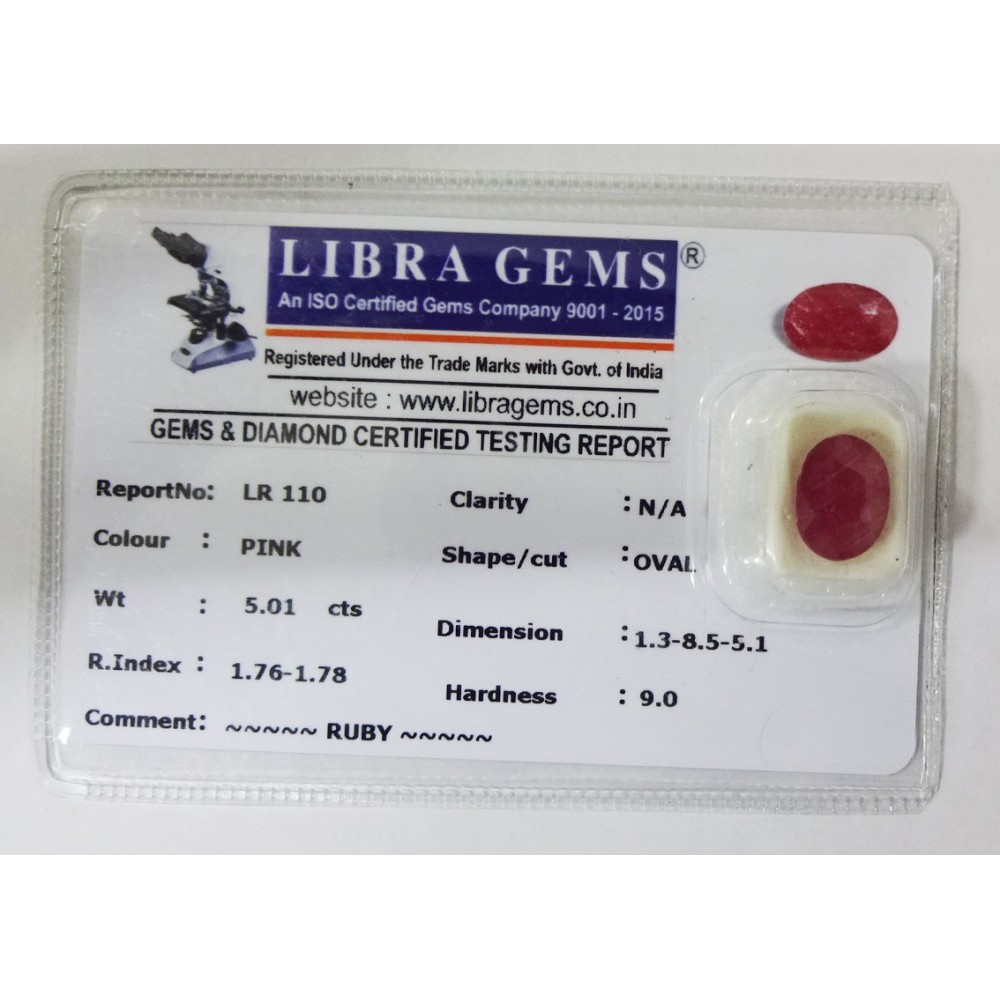 LIBRA GEMS ®
An ISO Certified Gems Company 9001 - 2015
Registered Under the Trade Marks with Govt. of India
website : www.libragems.co.in
GEMS & DIAMOND CERTIFIED TESTING REPORT
ReportNo: LR 110
Colour : PINK
Wt : 5.01 cts
R.Index : 1.76-1.78
Comment: ~~~~~ RUBY ~~~~~
Clarity : N/A
Shape/cut : OVAL
Dimension : 1.3-8.5-5.1
Hardness : 9.0